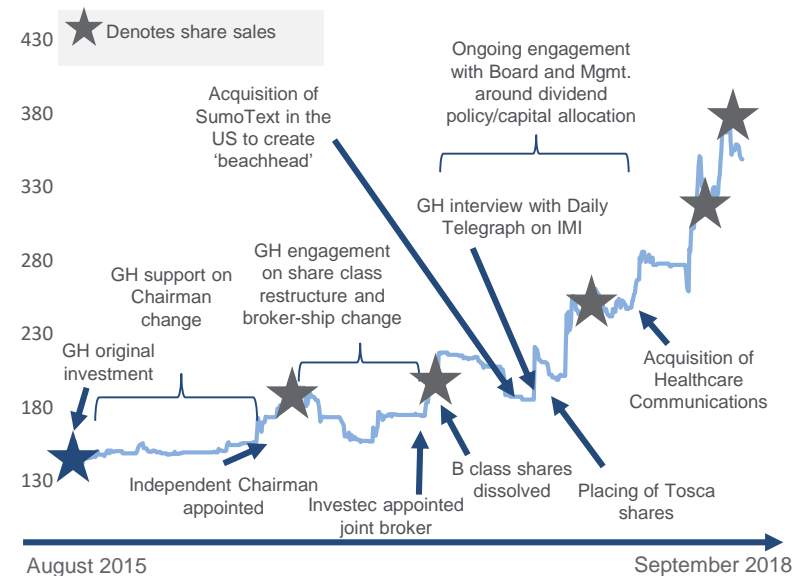 430
380
330
280
230
180
130
Denotes share sales
Acquisition of
SumoText in the
US to create
‘beachhead’
Ongoing engagement
with Board and Mgmt.
around dividend
policy/capital allocation
GH interview with Daily
Telegraph on IMI
GH engagement
on share class
restructure and
broker-ship change
GH support on
Chairman
change
GH original
investment
Independent Chairman
appointed
Investec appointed
joint broker
B class shares
dissolved
Placing of Tosca
shares
Acquisition of
Healthcare
Communications
August 2015
September 2018